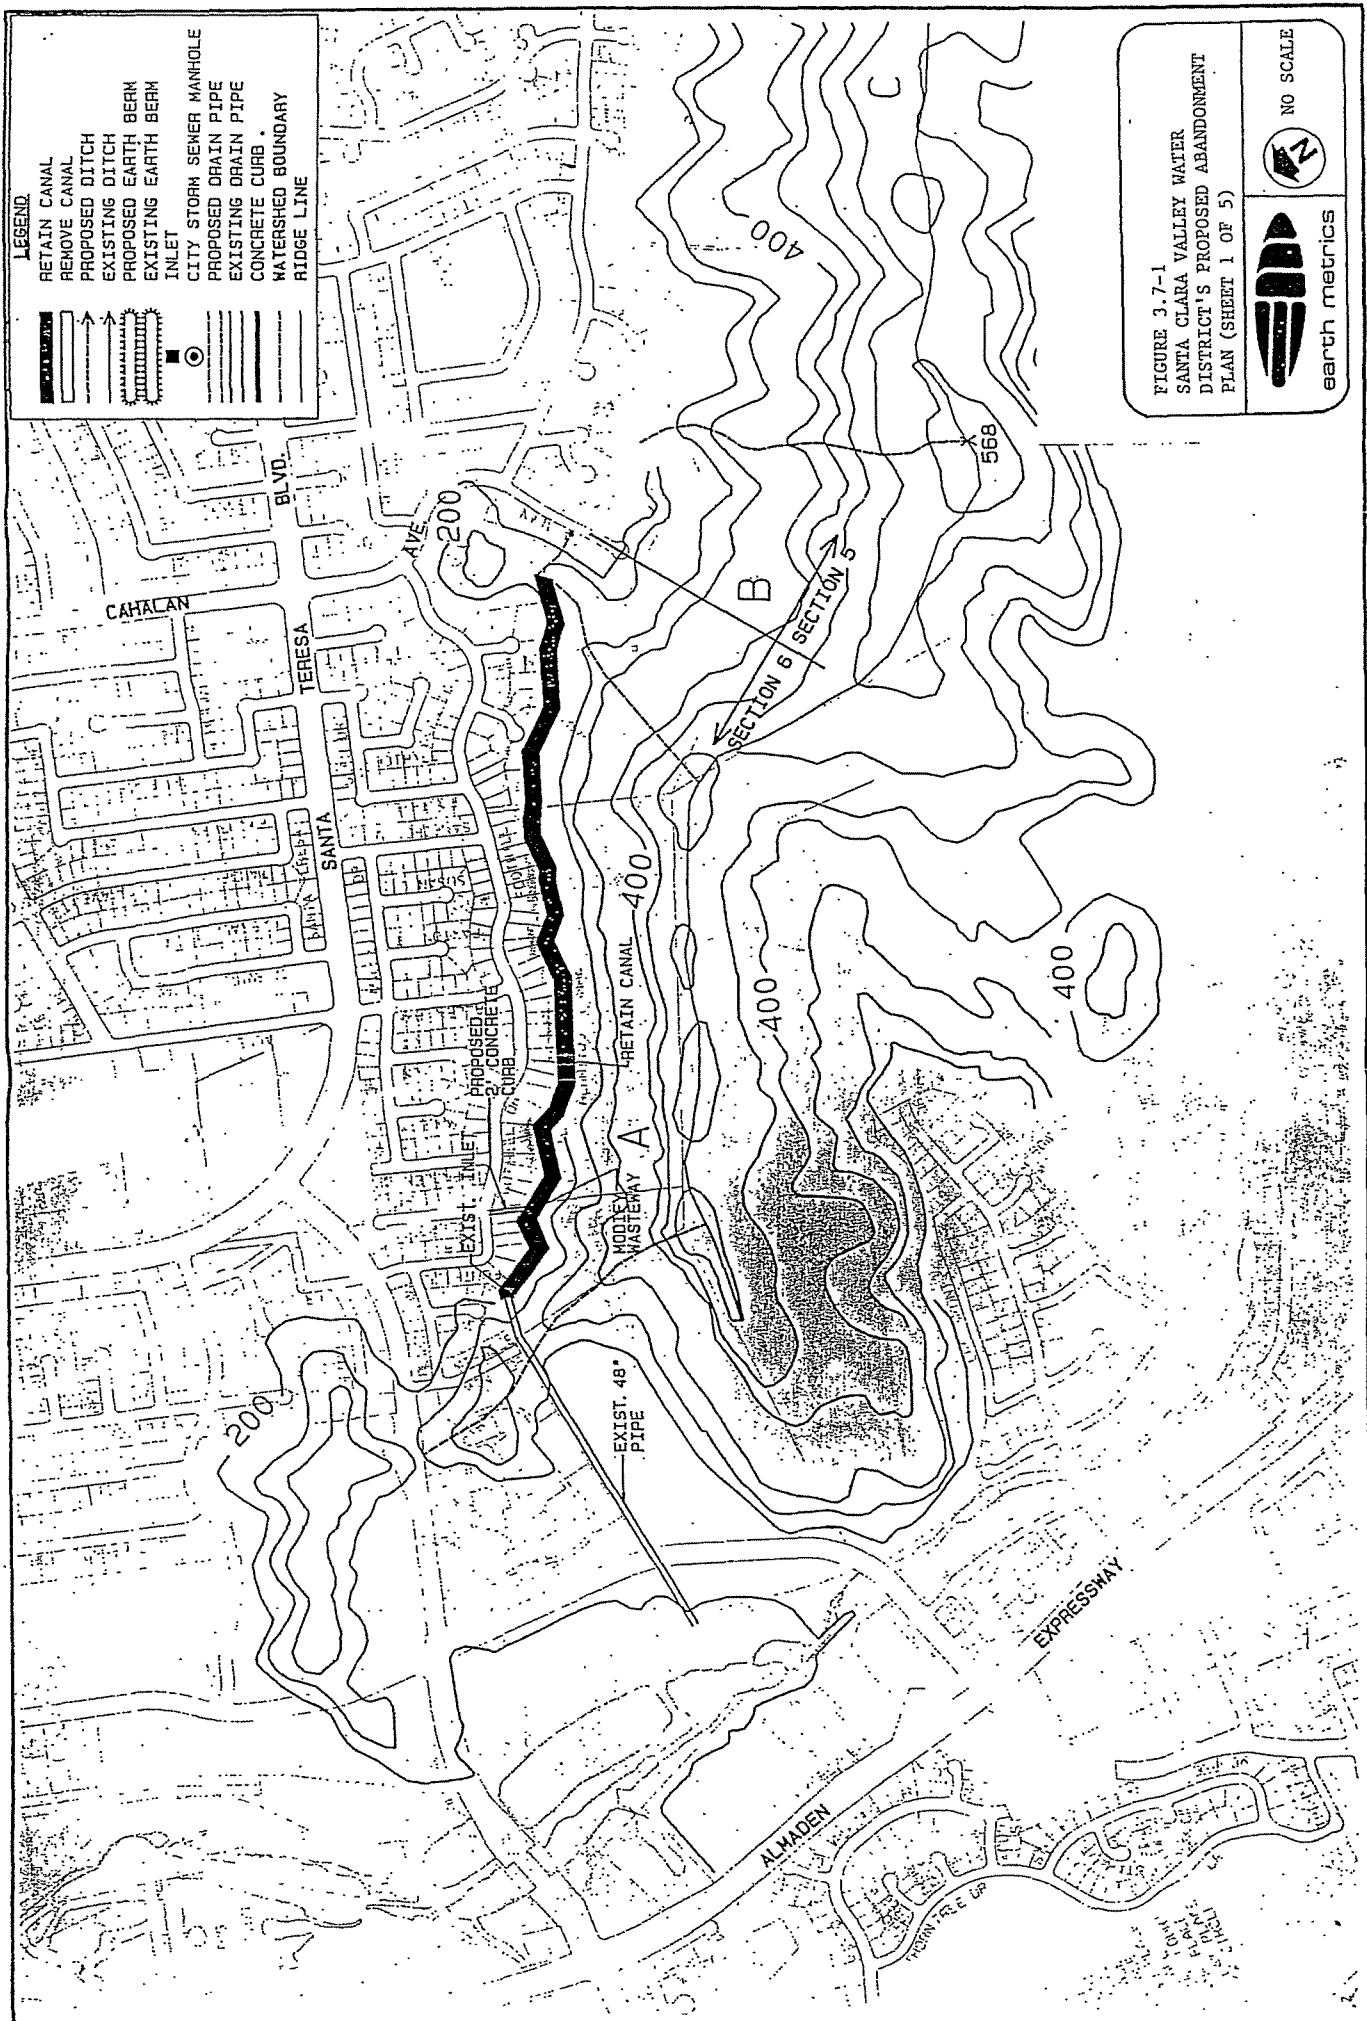 LEGEND
RETAIN CANAL
REMOVE CANAL
PROPOSED DITCH
EXISTING DITCH
PROPOSED EARTH BERM
EXISTING EARTH BERM
INLET
CITY STORM SEWER MANHOLE
PROPOSED DRAIN PIPE
EXISTING DRAIN PIPE
CONCRETE CURB .
WATERSHED BOUNDARY
RIDGE LINE
CAHALAN
AVE.
SANTA
TERESA
BLVD.
200
200
EXIST. INLET
PROPOSED
2' CONCRETE
CURB
RETAIN CANAL
MODIFY
WASTEWAY
A
B
C
400
400
400
400
SECTION 6
SECTION 5
568
EXIST. 48"
PIPE
ALMADEN
EXPRESSWAY
FIGURE 3.7-1
SANTA CLARA VALLEY WATER
DISTRICT'S PROPOSED ABANDONMENT
PLAN (SHEET 1 OF 5)
earth metrics
N
NO SCALE